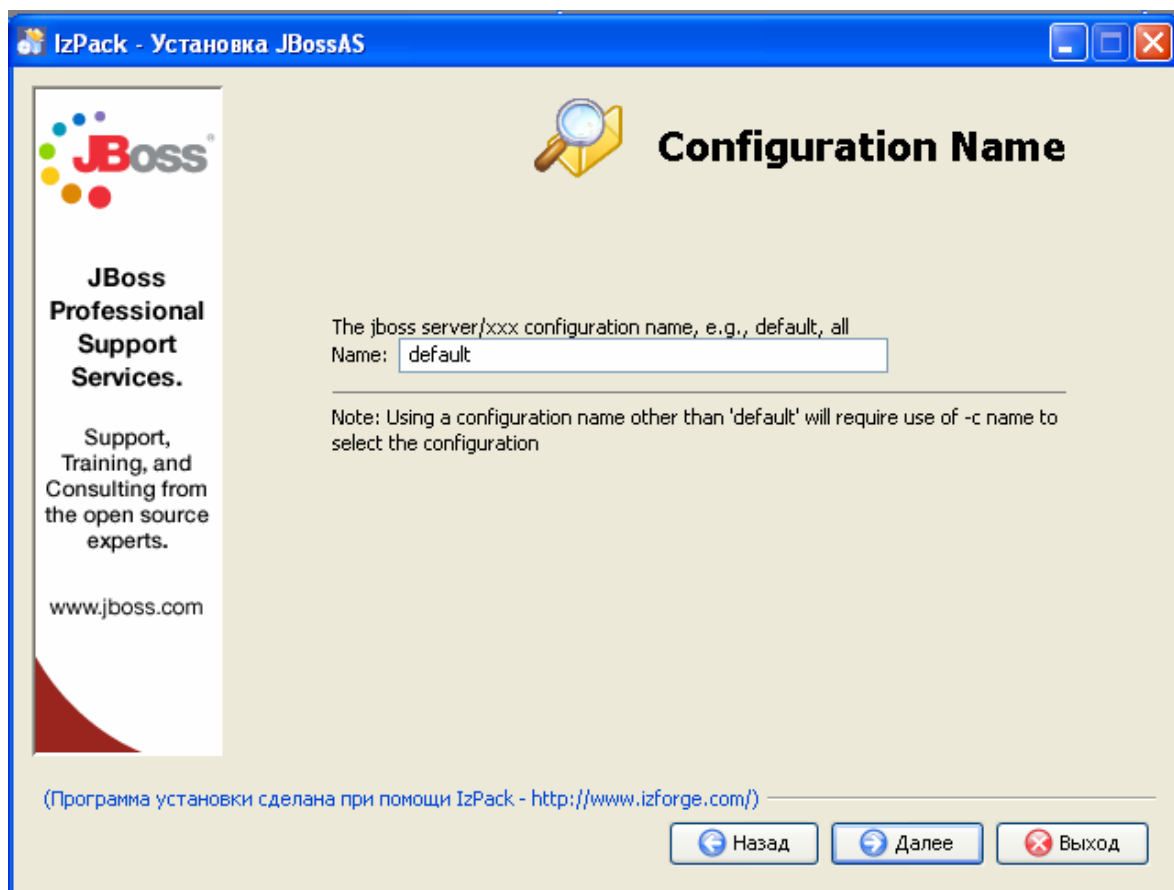 IzPack - Установка JBossAS
JBoss®
JBoss
Professional
Support
Services.
Support,
Training, and
Consulting from
the open source
experts.
www.jboss.com
Configuration Name
The jboss server/xxx configuration name, e.g., default, all
Name: default
Note: Using a configuration name other than 'default' will require use of -c name to
select the configuration
(Программа установки сделана при помощи IzPack - http://www.izforge.com/)
Назад Далее Выход